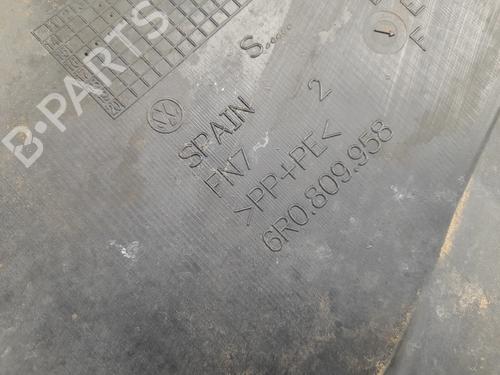 B-PARTS
S.....
SPAIN 2
FN7
>PP+PE<
6R0.809.958
F